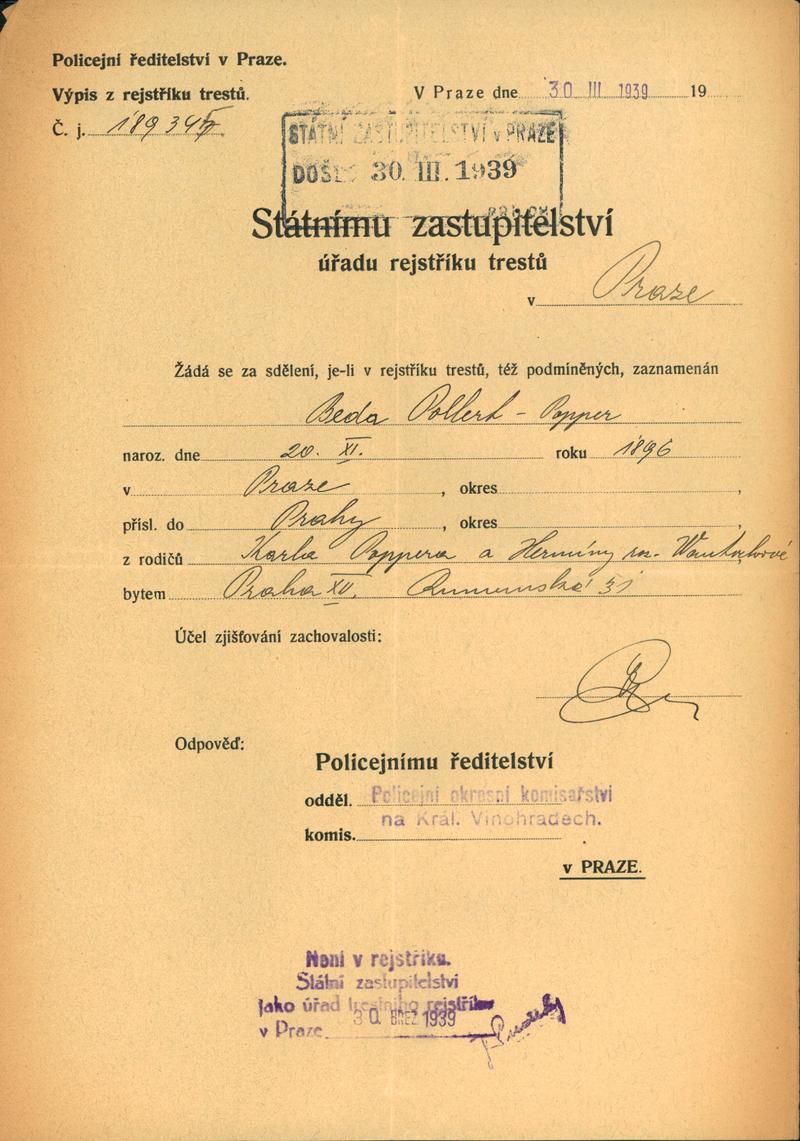 Policejní ředitelství v Praze.
Výpis z rejstříku trestů.
V Praze dne 30 III 1939 19
Č. j.
STÁTNÍ ZASTUPITELSTVÍ v PRAZE
DOŠLO 30. III. 1939
Státnímu zastupitelství
úřadu rejstříku trestů
v Praze
Žádá se za sdělení, je-li v rejstříku trestů, též podmíněných, zaznamenán
Beda Pollert - Popper
naroz. dne 20. XI. roku 1896
v Praze, okres,
přísl. do Prahy, okres,
z rodičů Karla Poppera a Hermíny roz.
bytem Praha XII. Rumunská 31
Účel zjišťování zachovalosti:
Odpověď:
Policejnímu ředitelství
odděl. Policejní okresní komisařství
na Král. Vinohradech.
komis.
v PRAZE.
Není v rejstříku.
Státní zastupitelství
jako úřad trestního rejstříku
v Praze 30. BŘEZ 1939